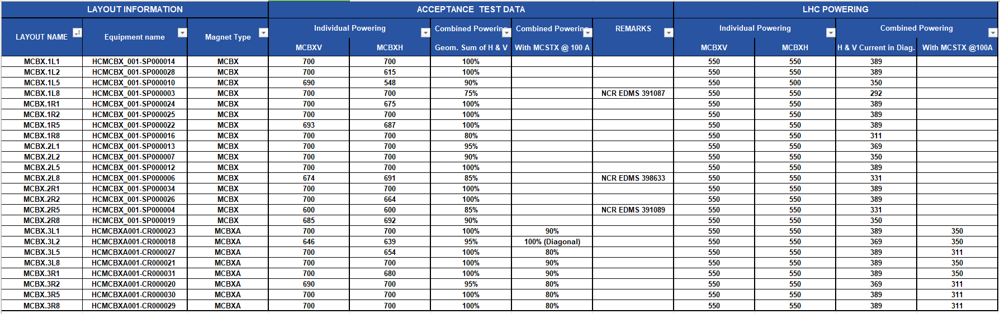 LAYOUT INFORMATION ACCEPTANCE TEST DATA LHC POWERING
LAYOUT NAME Equipment name Magnet Type Individual Powering Combined Powering Combined Powering REMARKS Individual Powering Combined Powering
MCBXV MCBXH Geom. Sum of H & V With MCSTX @ 100 A MCBXV MCBXH H & V Current in Diag. With MCSTX @100A
MCBX.1L1 HCMCBX_001-SP000014 MCBX 700 700 100% 550 550 389
MCBX.1L2 HCMCBX_001-SP000028 MCBX 700 615 100% 550 550 389
MCBX.1L5 HCMCBX_001-SP000010 MCBX 690 548 90% 550 500 350
MCBX.1L8 HCMCBX_001-SP000003 MCBX 700 700 75% NCR EDMS 391087 550 550 292
MCBX.1R1 HCMCBX_001-SP000024 MCBX 700 675 100% 550 550 389
MCBX.1R2 HCMCBX_001-SP000025 MCBX 700 700 100% 550 550 389
MCBX.1R5 HCMCBX_001-SP000022 MCBX 693 687 100% 550 550 389
MCBX.1R8 HCMCBX_001-SP000016 MCBX 700 700 80% 550 550 311
MCBX.2L1 HCMCBX_001-SP000013 MCBX 700 700 95% 550 550 369
MCBX.2L2 HCMCBX_001-SP000007 MCBX 700 700 90% 550 550 350
MCBX.2L5 HCMCBX_001-SP000012 MCBX 700 700 100% 550 550 389
MCBX.2L8 HCMCBX_001-SP000006 MCBX 674 691 85% NCR EDMS 398633 550 550 331
MCBX.2R1 HCMCBX_001-SP000034 MCBX 700 700 100% 550 550 389
MCBX.2R2 HCMCBX_001-SP000026 MCBX 700 664 100% 550 550 389
MCBX.2R5 HCMCBX_001-SP000004 MCBX 600 600 85% NCR EDMS 391089 550 550 331
MCBX.2R8 HCMCBX_001-SP000019 MCBX 685 692 90% 550 550 350
MCBX.3L1 HCMCBXA001-CR000023 MCBXA 700 700 100% 90% 550 550 389 350
MCBX.3L2 HCMCBXA001-CR000018 MCBXA 646 639 95% 100% (Diagonal) 550 550 369 350
MCBX.3L5 HCMCBXA001-CR000027 MCBXA 700 654 100% 80% 550 550 389 311
MCBX.3L8 HCMCBXA001-CR000021 MCBXA 700 700 100% 90% 550 550 389 350
MCBX.3R1 HCMCBXA001-CR000031 MCBXA 700 680 100% 90% 550 550 389 350
MCBX.3R2 HCMCBXA001-CR000020 MCBXA 690 700 95% 80% 550 550 369 311
MCBX.3R5 HCMCBXA001-CR000030 MCBXA 700 700 100% 80% 550 550 389 311
MCBX.3R8 HCMCBXA001-CR000029 MCBXA 700 700 100% 80% 550 550 389 311